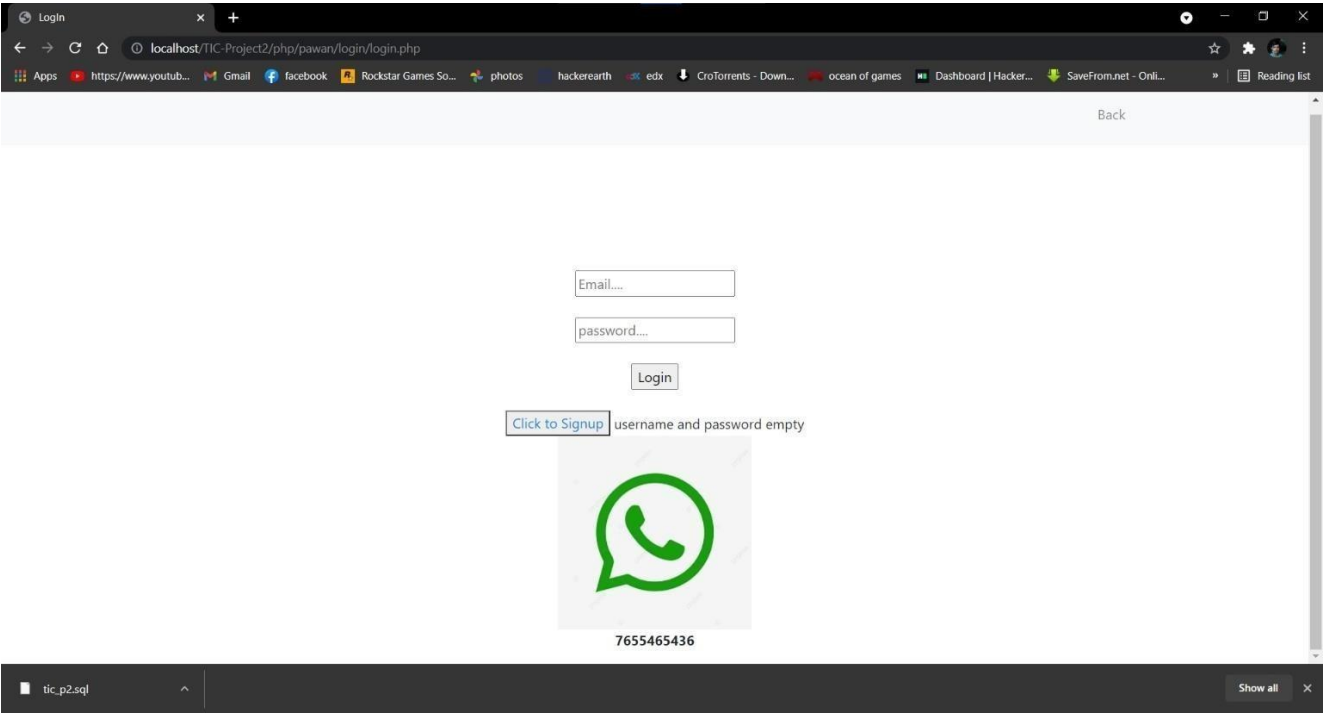 LogIn
localhost/TIC-Project2/php/pawan/login/login.php
Apps https://www.youtub... Gmail facebook Rockstar Games So... photos hackerearth edx CroTorrents - Down... ocean of games Dashboard | Hacker... SaveFrom.net - Onli... » Reading list
Back
Email....
password....
Login
Click to Signup username and password empty
7655465436
tic_p2.sql Show all